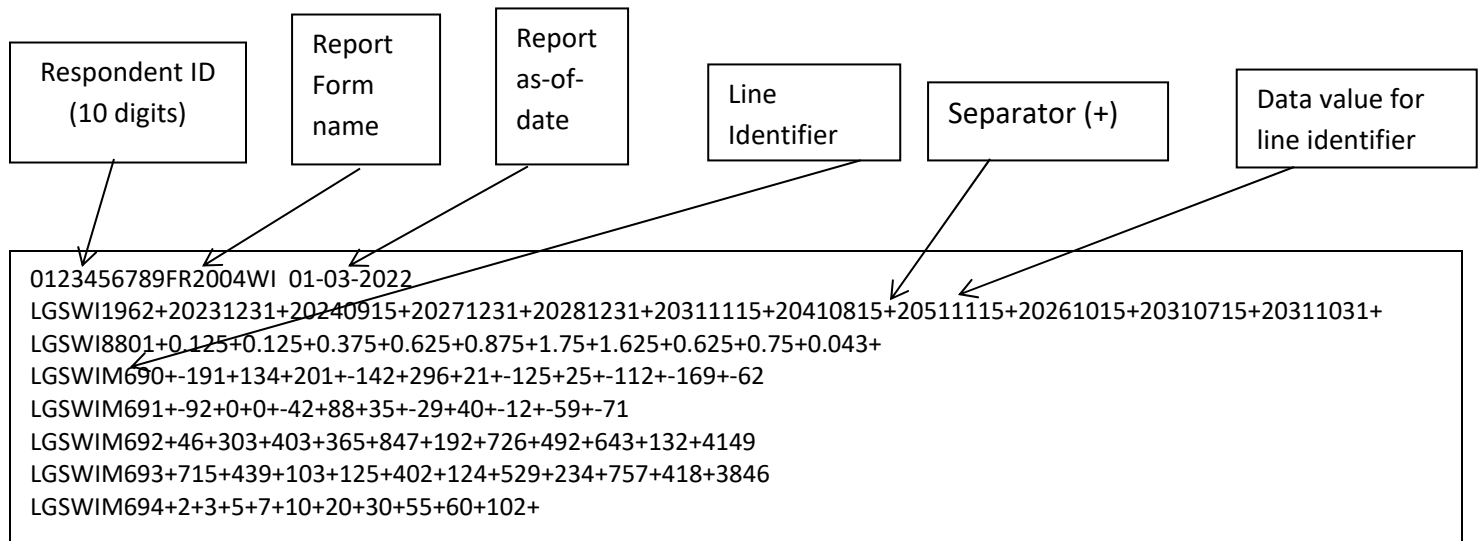 Respondent ID
(10 digits)
Report
Form
name
Report
as-of-
date
Line
Identifier
Separator (+)
Data value for
line identifier
0123456789FR2004WI  01-03-2022
LGSWI1962+20231231+20240915+20271231+20281231+20311115+20410815+20511115+20261015+20310715+20311031+
LGSWI8801+0.125+0.125+0.375+0.625+0.875+1.75+1.625+0.625+0.75+0.043+
LGSWIM690+-191+134+201+-142+296+21+-125+25+-112+-169+-62
LGSWIM691+-92+0+0+-42+88+35+-29+40+-12+-59+-71
LGSWIM692+46+303+403+365+847+192+726+492+643+132+4149
LGSWIM693+715+439+103+125+402+124+529+234+757+418+3846
LGSWIM694+2+3+5+7+10+20+30+55+60+102+